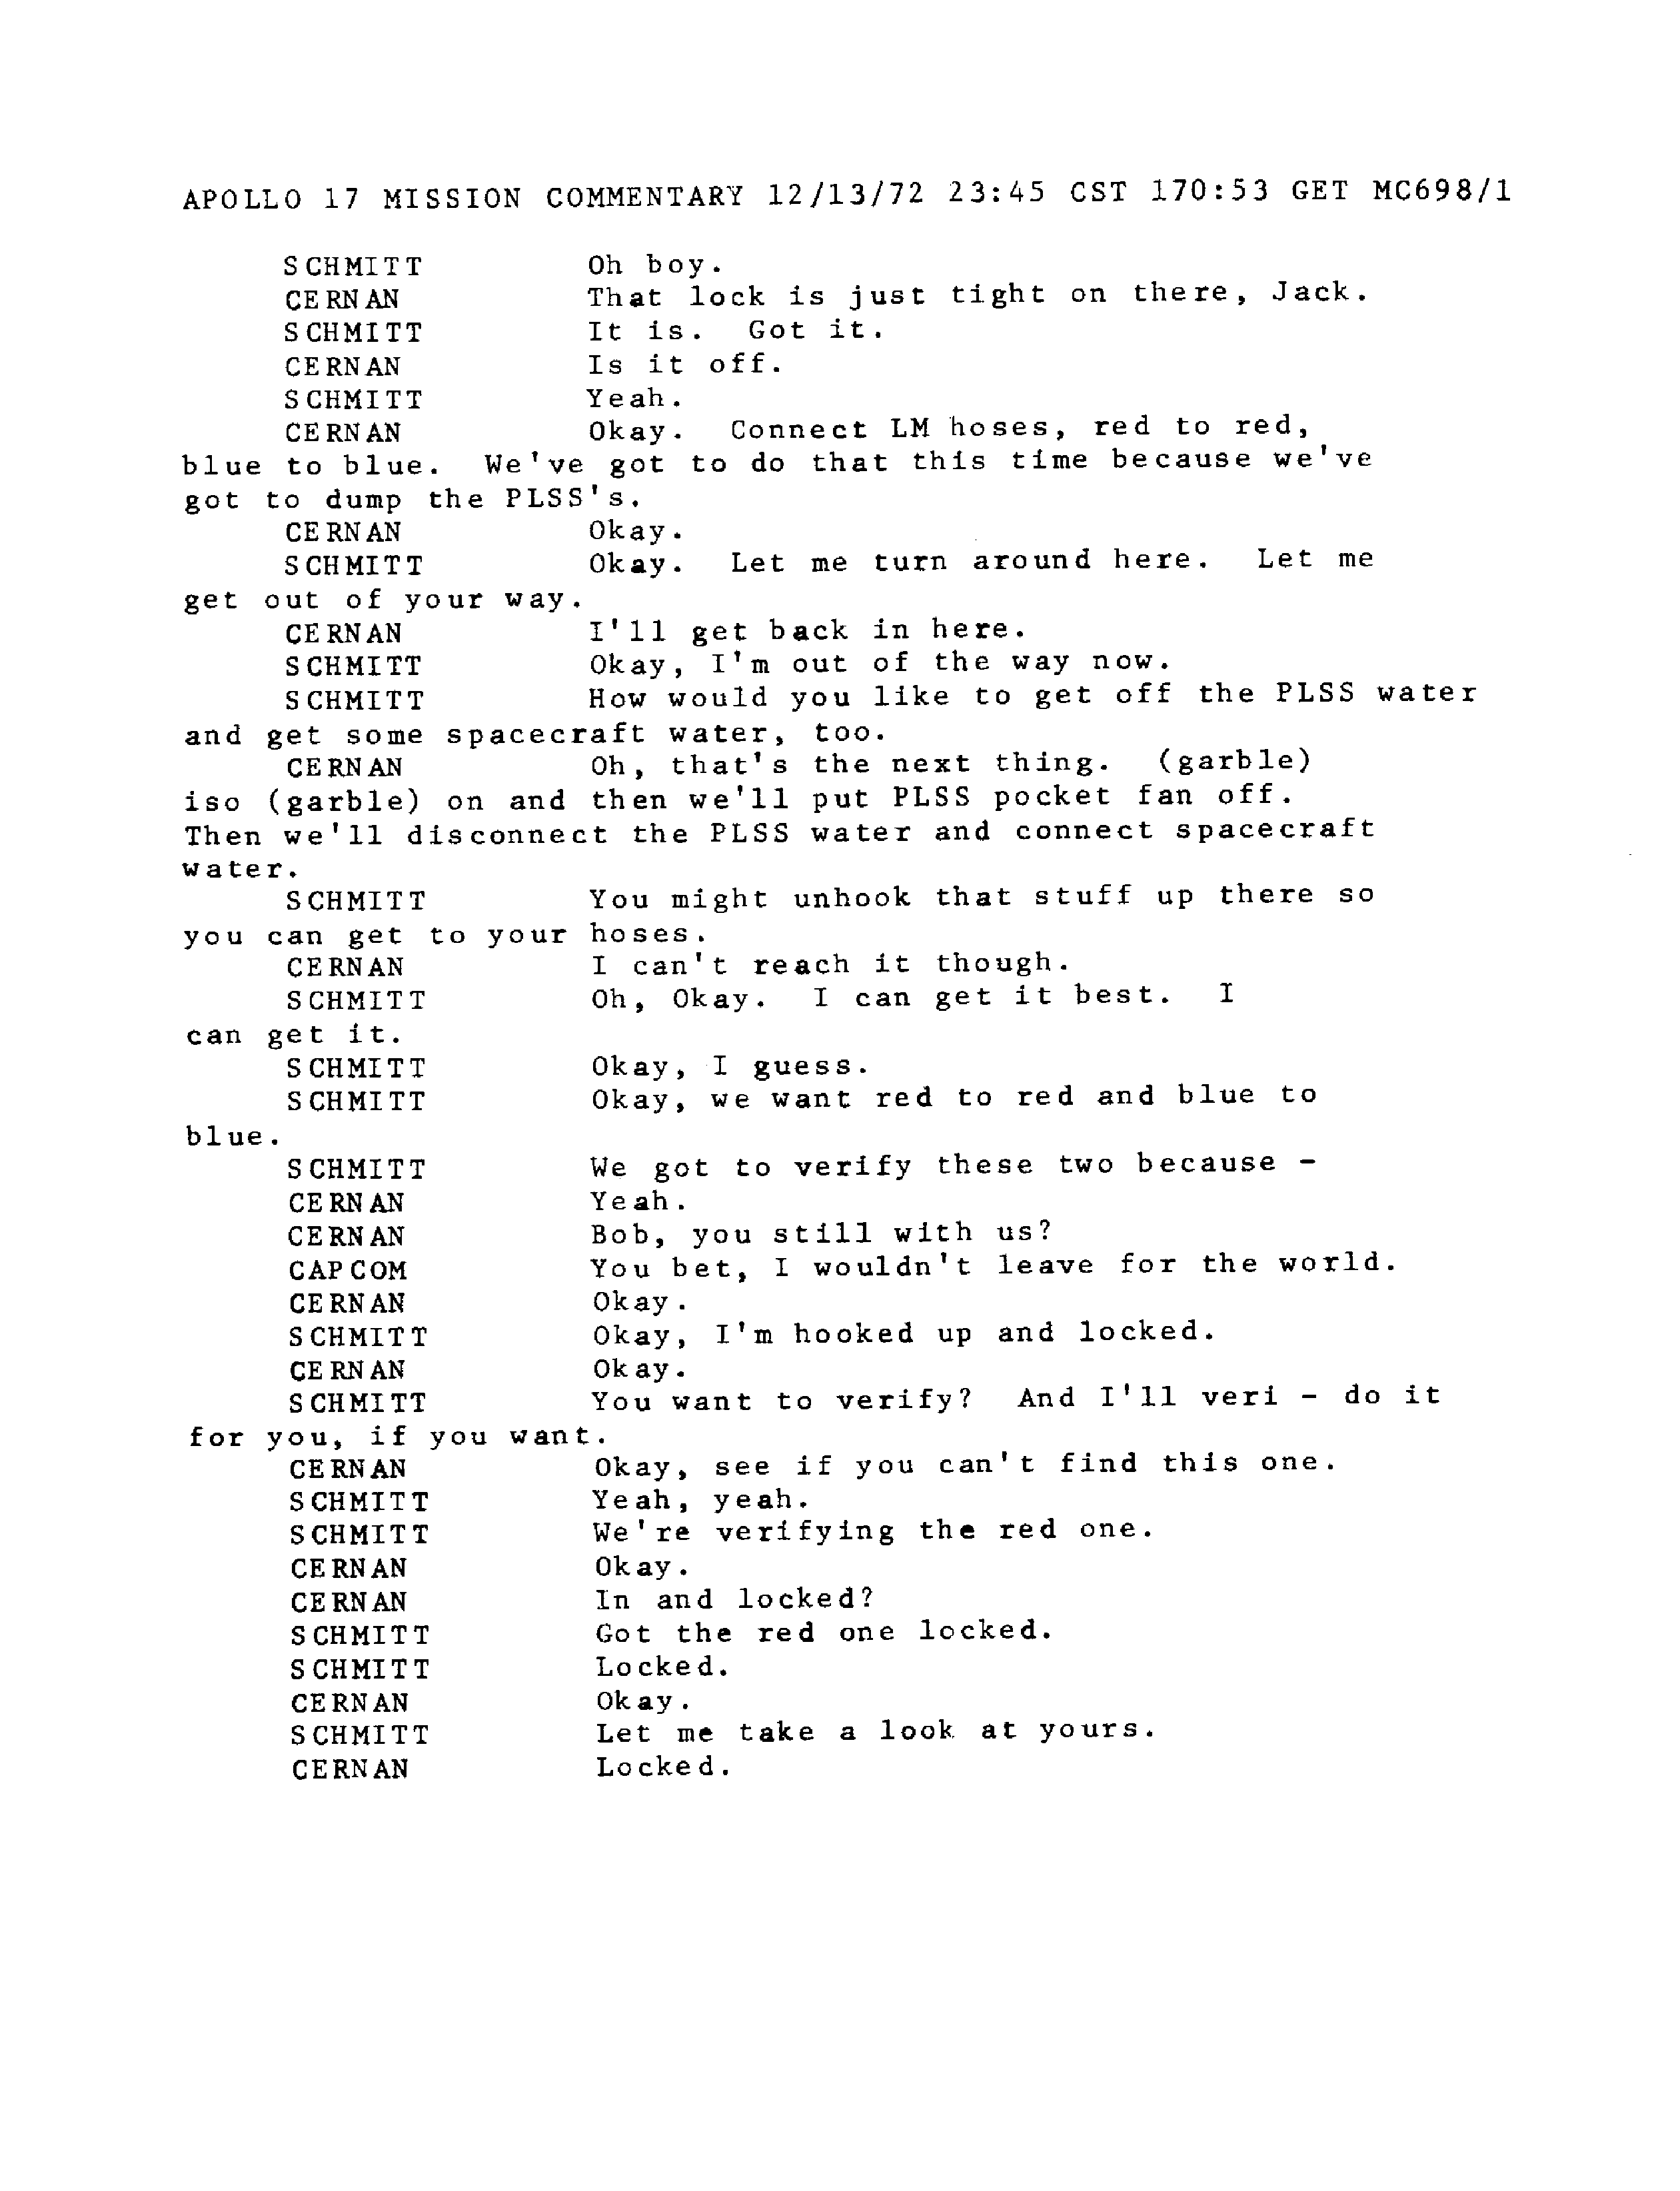 APOLLO 17 MISSION COMMENTARY 12/13/72 23:45 CST 170:53 GET MC698/1
SCHMITT Oh boy.
CERNAN That lock is just tight on there, Jack.
SCHMITT It is. Got it.
CERNAN Is it off.
SCHMITT Yeah.
CERNAN Okay. Connect LM hoses, red to red,
blue to blue. We've got to do that this time because we've
got to dump the PLSS's.
CERNAN Okay.
SCHMITT Okay. Let me turn around here. Let me
get out of your way.
CERNAN I'll get back in here.
SCHMITT Okay, I'm out of the way now.
SCHMITT How would you like to get off the PLSS water
and get some spacecraft water, too.
CERNAN Oh, that's the next thing. (garble)
iso (garble) on and then we'll put PLSS pocket fan off.
Then we'll disconnect the PLSS water and connect spacecraft
water.
SCHMITT You might unhook that stuff up there so
you can get to your hoses.
CERNAN I can't reach it though.
SCHMITT Oh, Okay. I can get it best. I
can get it.
SCHMITT Okay, I guess.
SCHMITT Okay, we want red to red and blue to
blue.
SCHMITT We got to verify these two because -
CERNAN Yeah.
CERNAN Bob, you still with us?
CAPCOM You bet, I wouldn't leave for the world.
CERNAN Okay.
SCHMITT Okay, I'm hooked up and locked.
CERNAN Okay.
SCHMITT You want to verify? And I'll veri - do it
for you, if you want.
CERNAN Okay, see if you can't find this one.
SCHMITT Yeah, yeah.
SCHMITT We're verifying the red one.
CERNAN Okay.
CERNAN In and locked?
SCHMITT Got the red one locked.
SCHMITT Locked.
CERNAN Okay.
SCHMITT Let me take a look at yours.
CERNAN Locked.